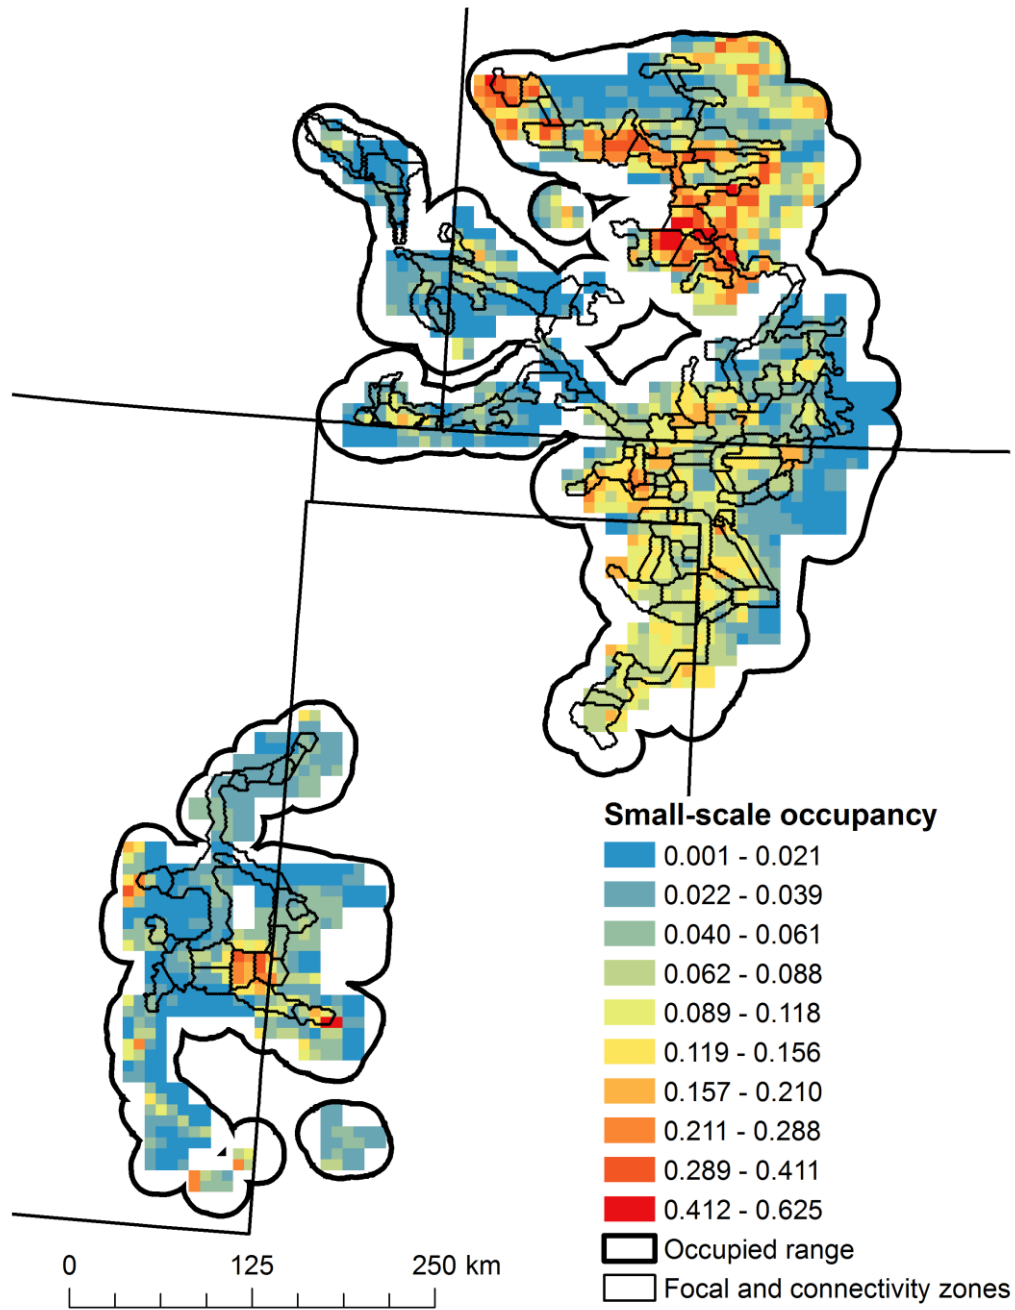 Small-scale occupancy
0.001 - 0.021
0.022 - 0.039
0.040 - 0.061
0.062 - 0.088
0.089 - 0.118
0.119 - 0.156
0.157 - 0.210
0.211 - 0.288
0.289 - 0.411
0.412 - 0.625
Occupied range
Focal and connectivity zones
0 125 250 km